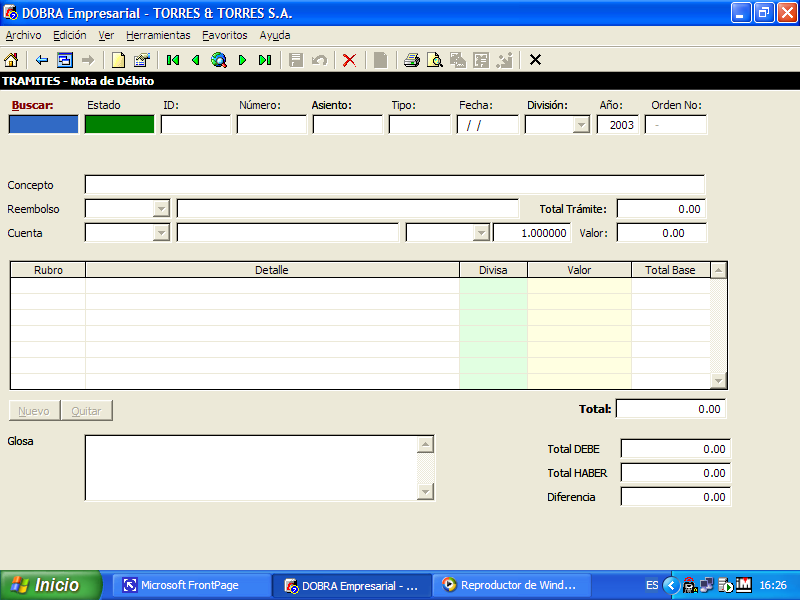 DOBRA Empresarial - TORRES & TORRES S.A.
Archivo Edición Ver Herramientas Favoritos Ayuda
TRAMITES - Nota de Débito
Buscar: Estado ID: Número: Asiento: Tipo: Fecha: División: Año: Orden No:
/ / 2003 -
Concepto
Reembolso Total Trámite: 0.00
Cuenta 1.000000 Valor: 0.00
Rubro Detalle Divisa Valor Total Base
Nuevo Quitar Total: 0.00
Glosa
Total DEBE 0.00
Total HABER 0.00
Diferencia 0.00
Inicio Microsoft FrontPage DOBRA Empresarial - ... Reproductor de Wind... ES 16:26